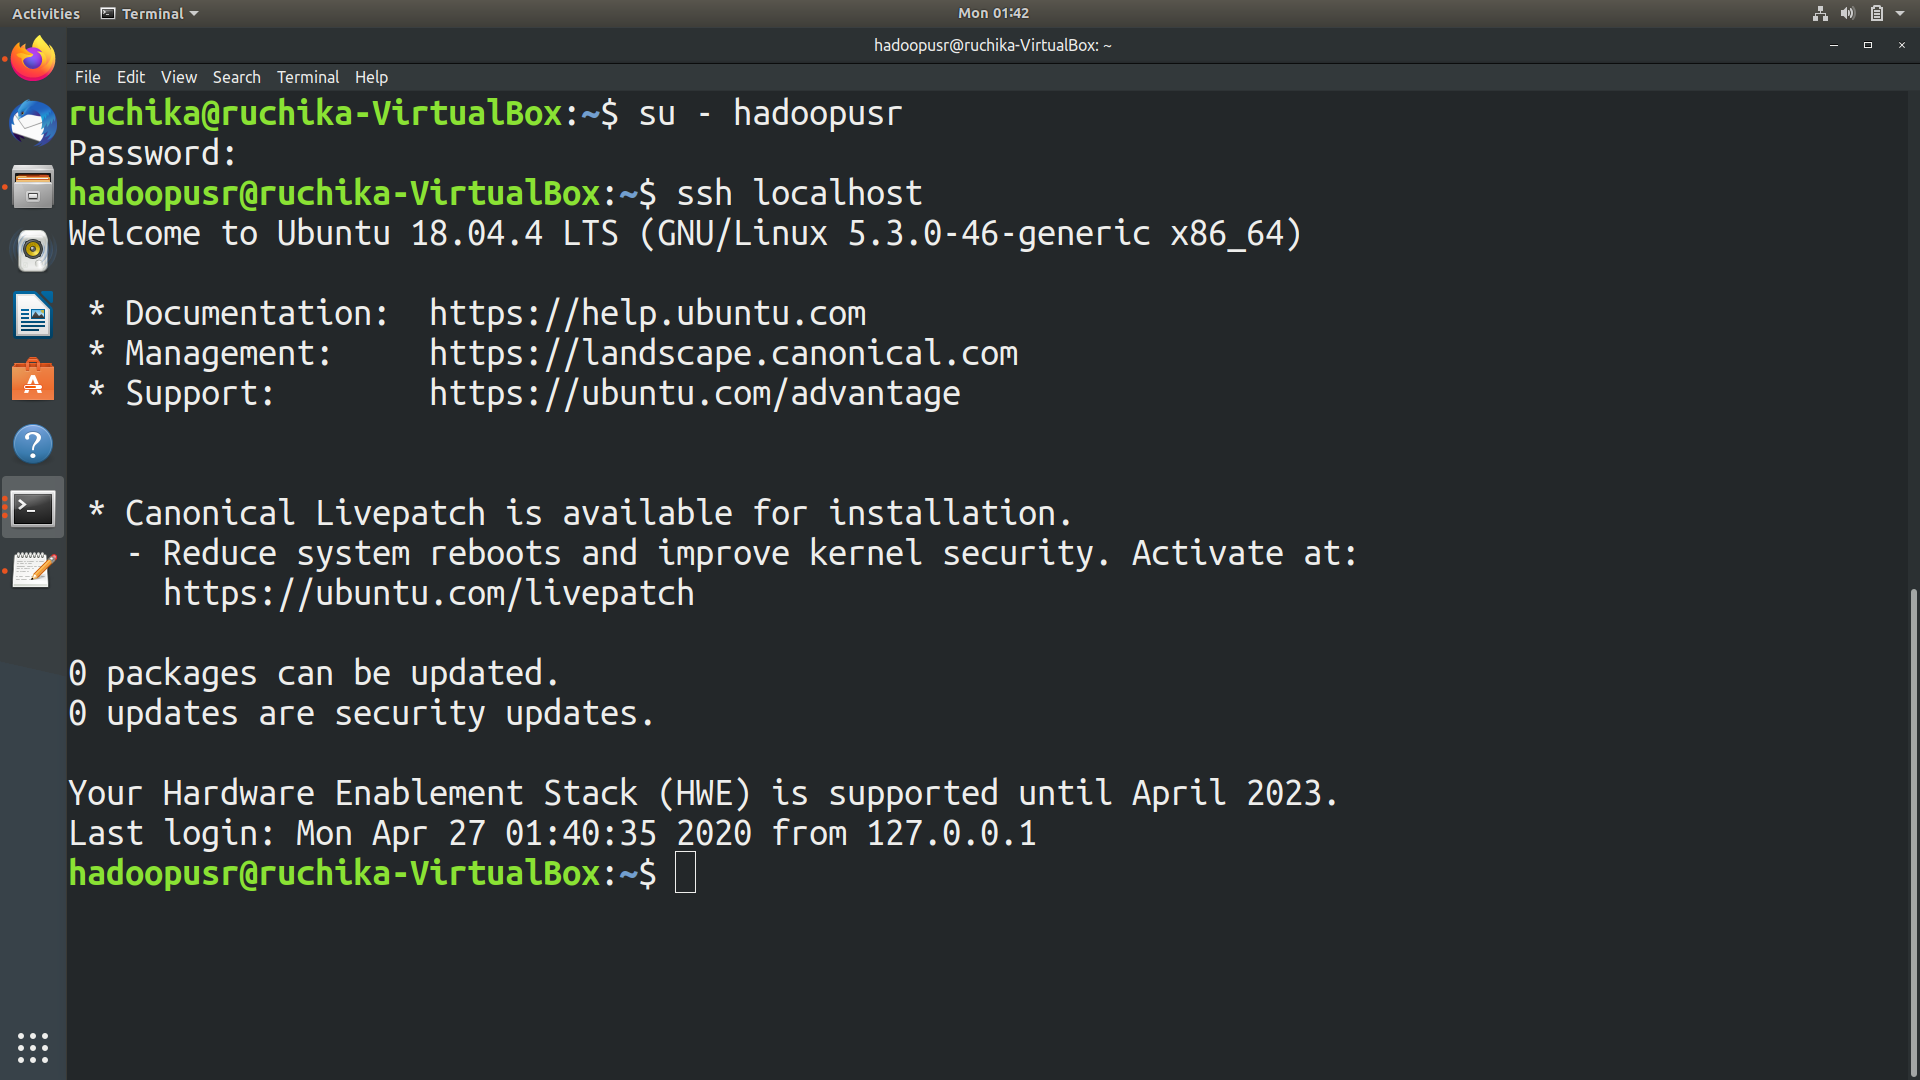 Activities Terminal Mon 01:42
hadoopusr@ruchika-VirtualBox: ~
File Edit View Search Terminal Help
ruchika@ruchika-VirtualBox:~$ su - hadoopusr
Password:
hadoopusr@ruchika-VirtualBox:~$ ssh localhost
Welcome to Ubuntu 18.04.4 LTS (GNU/Linux 5.3.0-46-generic x86_64)
* Documentation:  https://help.ubuntu.com
* Management:     https://landscape.canonical.com
* Support:        https://ubuntu.com/advantage
* Canonical Livepatch is available for installation.
- Reduce system reboots and improve kernel security. Activate at:
https://ubuntu.com/livepatch
0 packages can be updated.
0 updates are security updates.
Your Hardware Enablement Stack (HWE) is supported until April 2023.
Last login: Mon Apr 27 01:40:35 2020 from 127.0.0.1
hadoopusr@ruchika-VirtualBox:~$